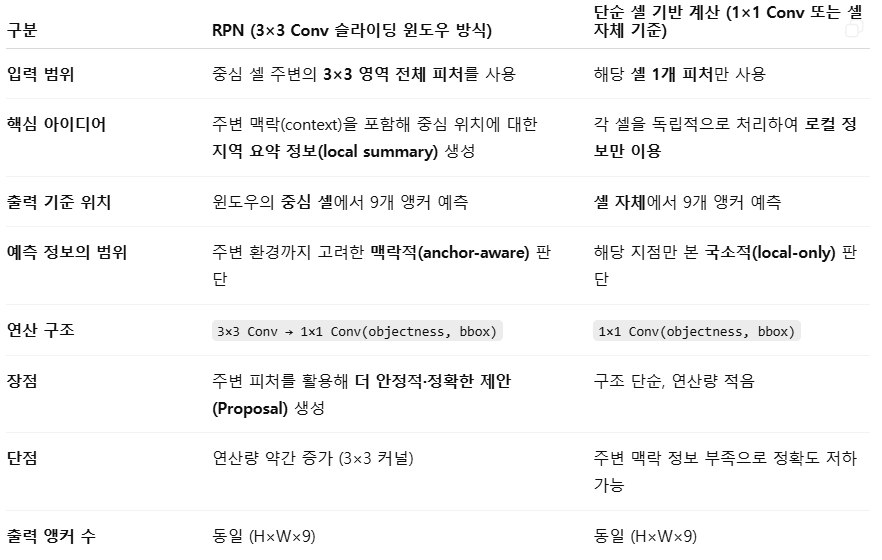 구분
RPN (3×3 Conv 슬라이딩 윈도우 방식)
단순 셀 기반 계산 (1×1 Conv 또는 셀
자체 기준)
입력 범위
중심 셀 주변의 3×3 영역 전체 피처를 사용
해당 셀 1개 피처만 사용
핵심 아이디어
주변 맥락(context)을 포함해 중심 위치에 대한
지역 요약 정보(local summary) 생성
각 셀을 독립적으로 처리하여 로컬 정
보만 이용
출력 기준 위치
윈도우의 중심 셀에서 9개 앵커 예측
셀 자체에서 9개 앵커 예측
예측 정보의 범위
주변 환경까지 고려한 맥락적(anchor-aware) 판
단
해당 지점만 본 국소적(local-only) 판
단
연산 구조
3×3 Conv → 1×1 Conv(objectness, bbox)
1×1 Conv(objectness, bbox)
장점
주변 피처를 활용해 더 안정적·정확한 제안
(Proposal) 생성
구조 단순, 연산량 적음
단점
연산량 약간 증가 (3×3 커널)
주변 맥락 정보 부족으로 정확도 저하
가능
출력 앵커 수
동일 (H×W×9)
동일 (H×W×9)